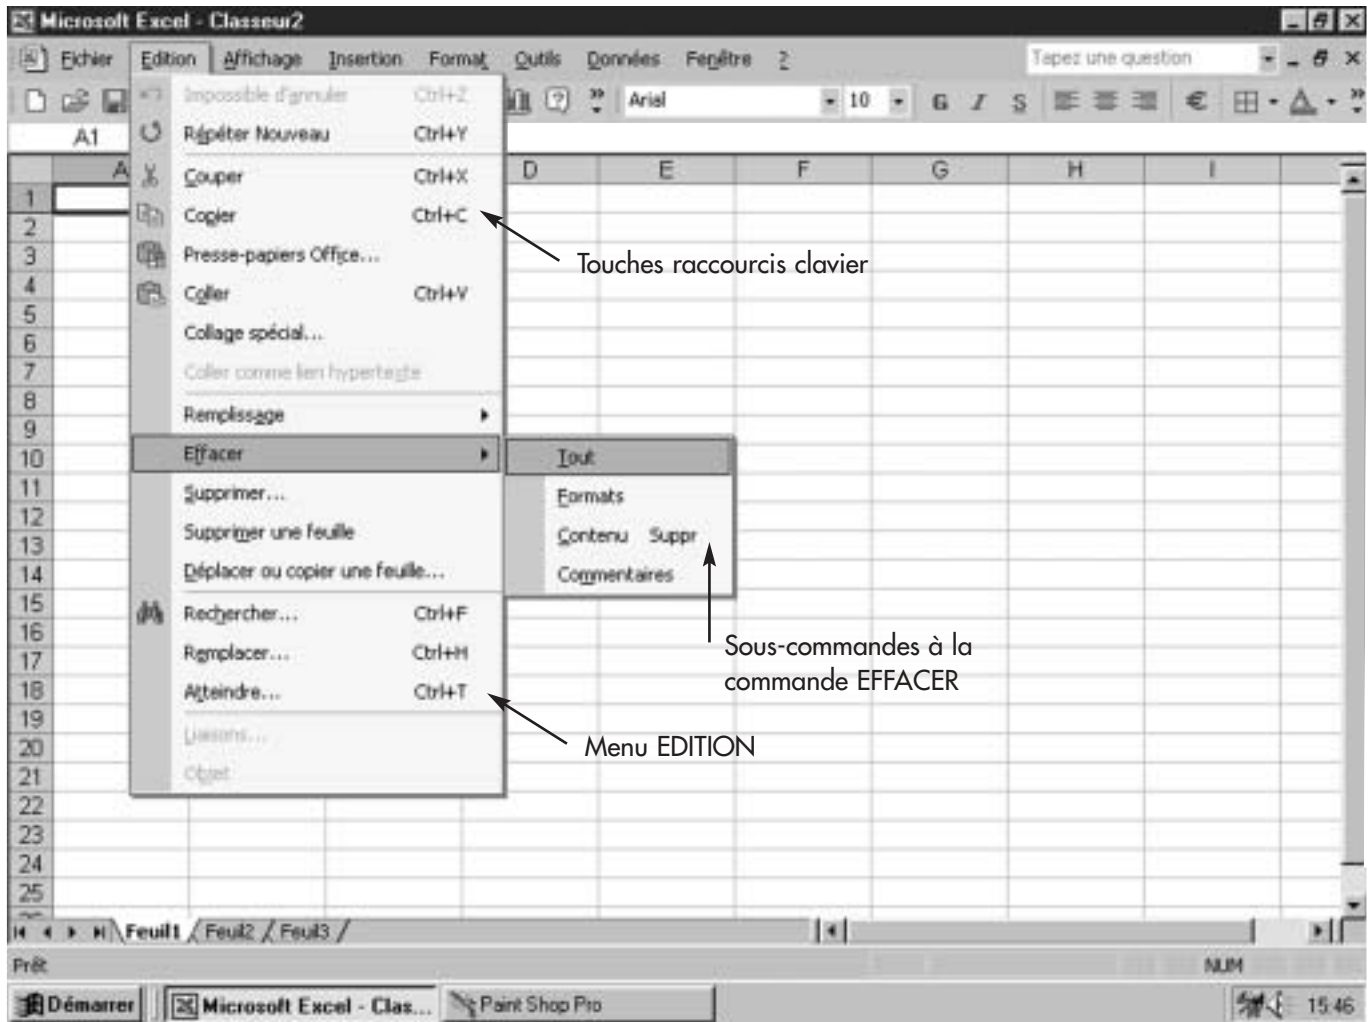 Microsoft Excel - Classeur2
Fichier Edition Affichage Insertion Format Outils Données Fenêtre ? Tapez une question
Arial 10 G I S €
A1
Impossible d'annuler Ctrl+Z
Répéter Nouveau Ctrl+Y
Couper Ctrl+X
Copier Ctrl+C
Presse-papiers Office...
Coller Ctrl+V
Collage spécial...
Coller comme lien hypertexte
Remplissage
Effacer
Supprimer...
Supprimer une feuille
Déplacer ou copier une feuille...
Rechercher... Ctrl+F
Remplacer... Ctrl+H
Atteindre... Ctrl+T
Liaisons...
Objet
Tout
Formats
Contenu Suppr
Commentaires
Touches raccourcis clavier
Sous-commandes à la
commande EFFACER
Menu EDITION
A D E F G H I
1
2
3
4
5
6
7
8
9
10
11
12
13
14
15
16
17
18
19
20
21
22
23
24
25
Feuil1 Feuil2 Feuil3
Prêt NUM
Démarrer Microsoft Excel - Clas... Paint Shop Pro 15:46